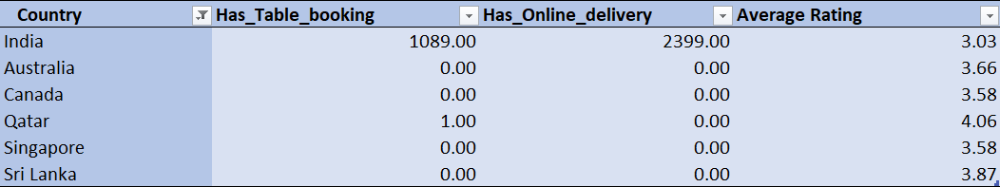 Country Has_Table_booking Has_Online_delivery Average Rating
India 1089.00 2399.00 3.03
Australia 0.00 0.00 3.66
Canada 0.00 0.00 3.58
Qatar 1.00 0.00 4.06
Singapore 0.00 0.00 3.58
Sri Lanka 0.00 0.00 3.87